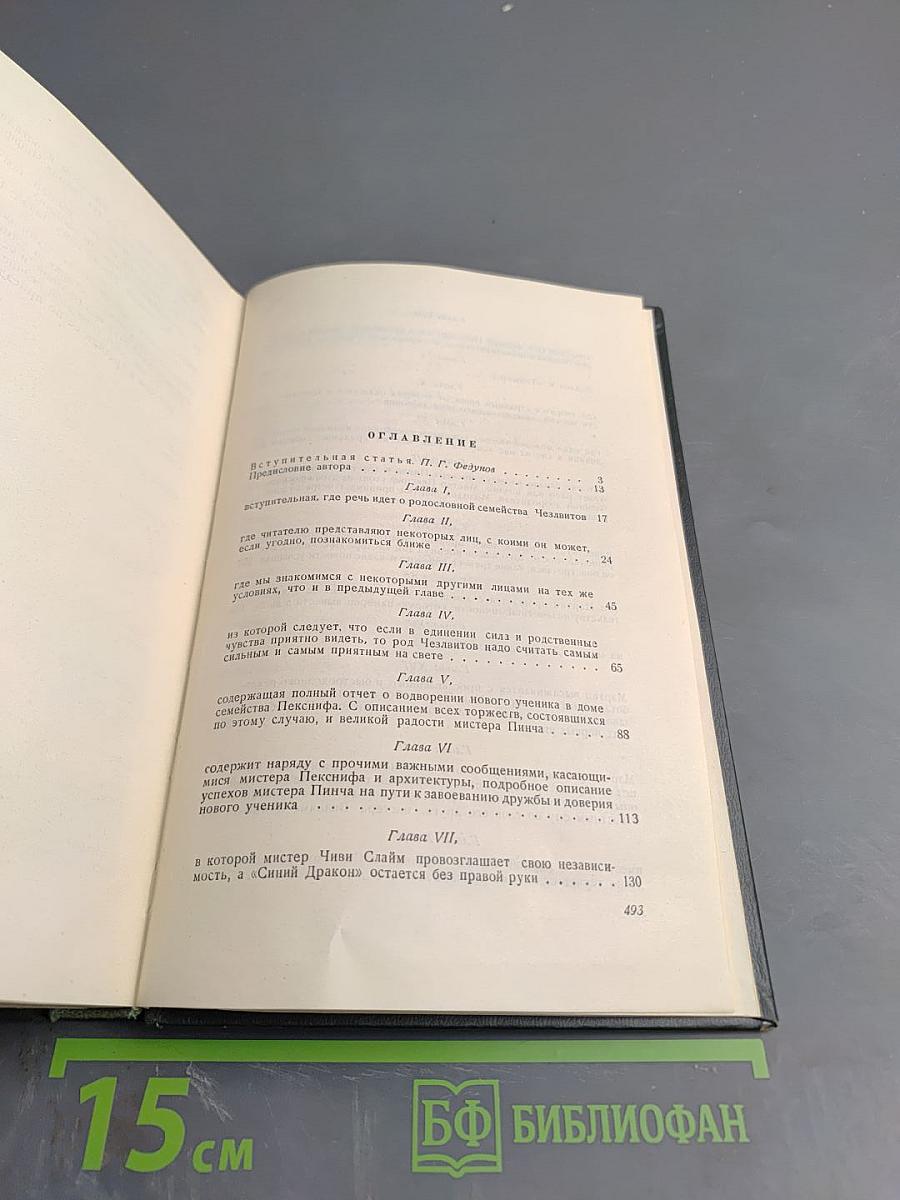 ОГЛАВЛЕНИЕ
Вступительная статья. П. Г. Федунов . . . . . . . 3
Предисловие автора . . . . . . . . . . . . . . . . . . . . 13
Глава I,
вступительная, где речь идет о родословной семейства Чезлвитов 17
Глава II,
где читателю представляют некоторых лиц, с коими он может,
если угодно, познакомиться ближе . . . . . . . . . . . . . 24
Глава III,
где мы знакомимся с некоторыми другими лицами на тех же
условиях, что и в предыдущей главе . . . . . . . . . . . . . 45
Глава IV,
из которой следует, что если в единении сила и родственные
чувства приятно видеть, то род Чезлвитов надо считать самым
сильным и самым приятным на свете . . . . . . . . . . . . . 65
Глава V,
содержащая полный отчет о водворении нового ученика в доме
семейства Пекснифа. С описанием всех торжеств, состоявшихся
по этому случаю, и великой радости мистера Пинча . . . . . 88
Глава VI
содержит наряду с прочими важными сообщениями, касающи-
мися мистера Пекснифа и архитектуры, подробное описание
успехов мистера Пинча на пути к завоеванию дружбы и доверия
нового ученика . . . . . . . . . . . . . . . . . . . . . . 113
Глава VII,
в которой мистер Чиви Слайм провозглашает свою независи-
мость, а «Синий Дракон» остается без правой руки . . . . . . 130
493
15 см
БФ БИБЛИОФАН